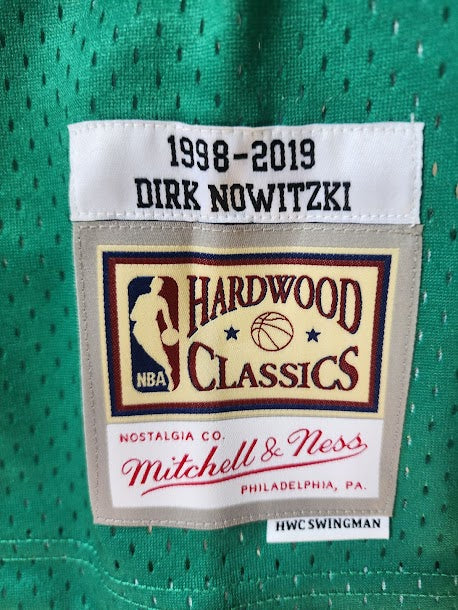 1998-2019
DIRK NOWITZKI
HARDWOOD
CLASSICS
NBA
NOSTALGIA CO.
Mitchell & Ness
PHILADELPHIA, PA.
HWC SWINGMAN